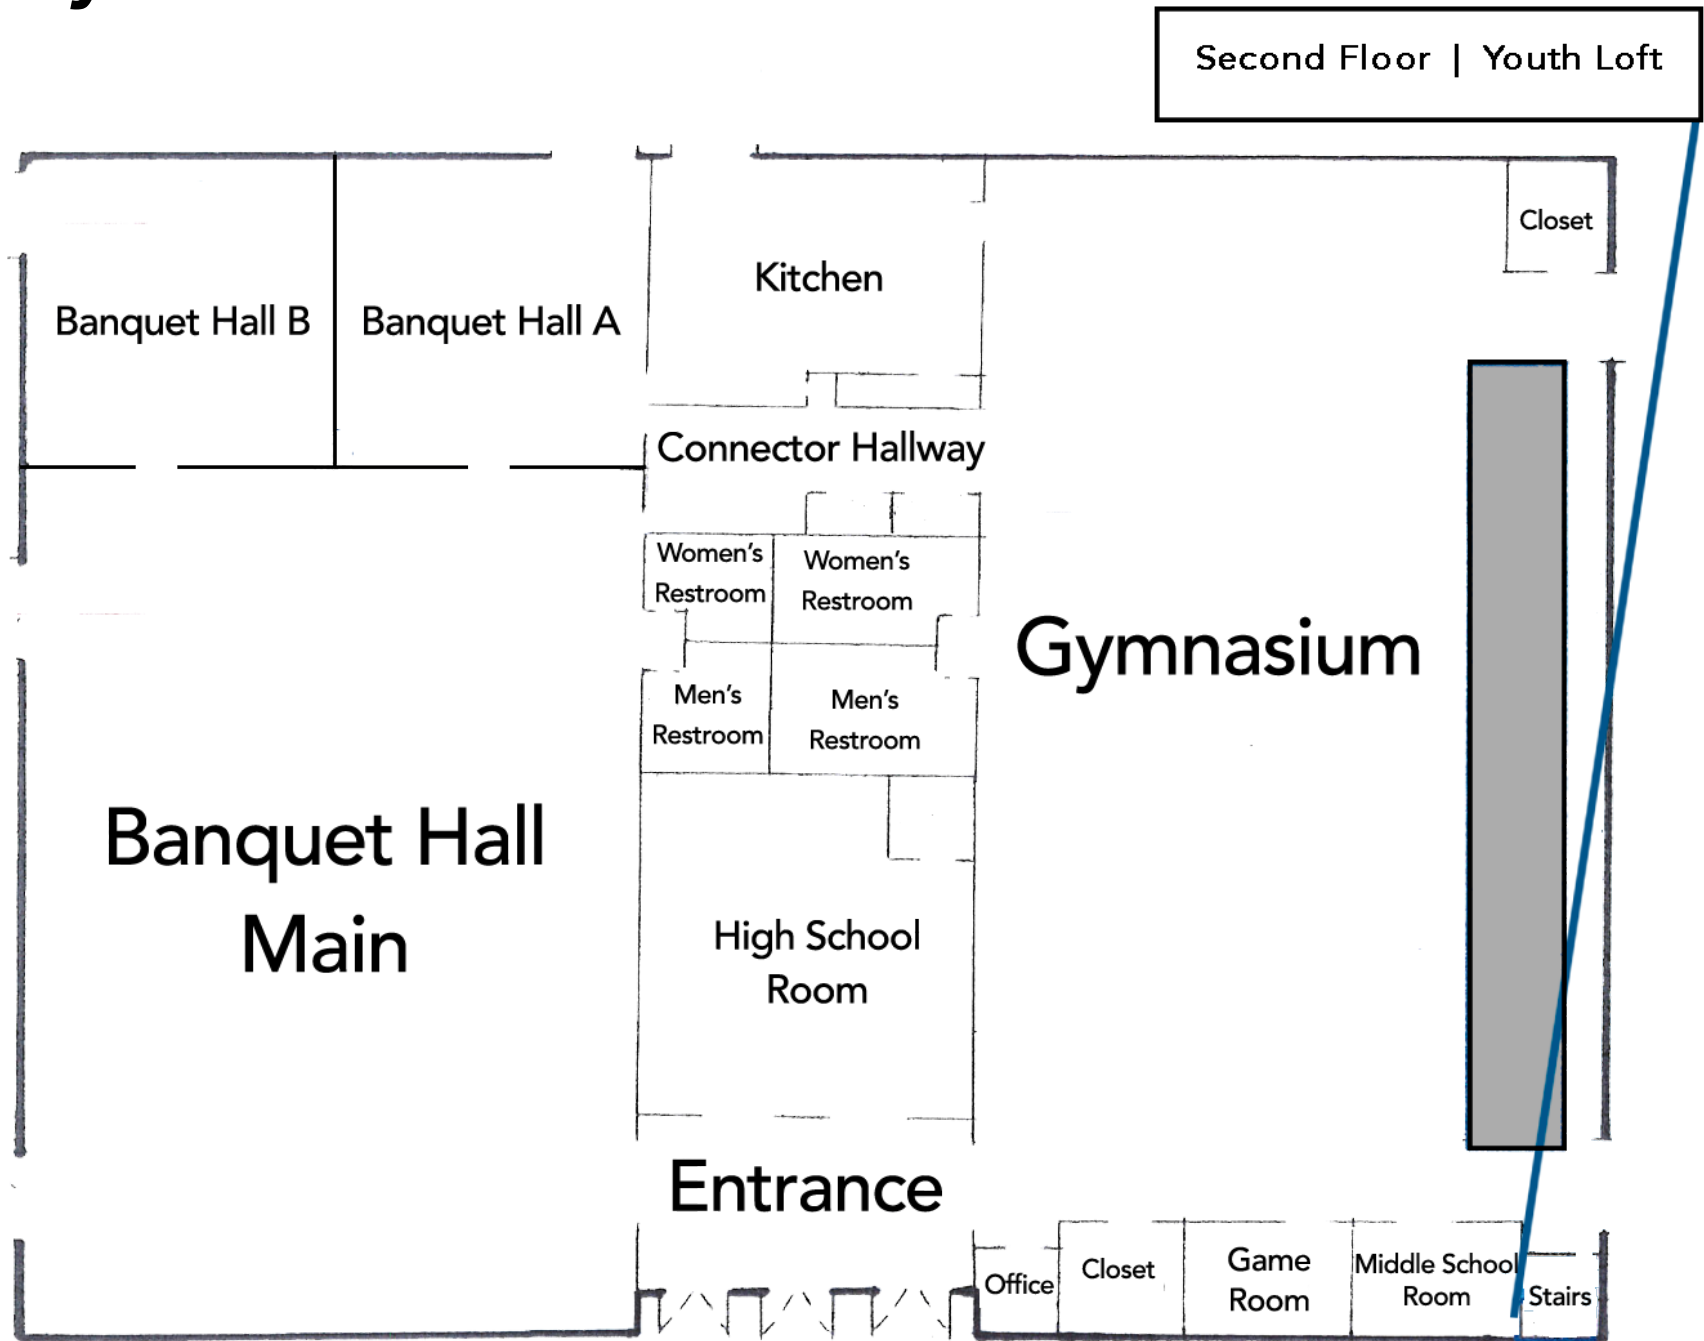 Second Floor | Youth Loft
Closet
Kitchen
Banquet Hall B
Banquet Hall A
Connector Hallway
Women's
Restroom
Women's
Restroom
Gymnasium
Men's
Restroom
Men's
Restroom
Banquet Hall
Main
High School
Room
Entrance
Office
Closet
Game
Room
Middle School
Room
Stairs